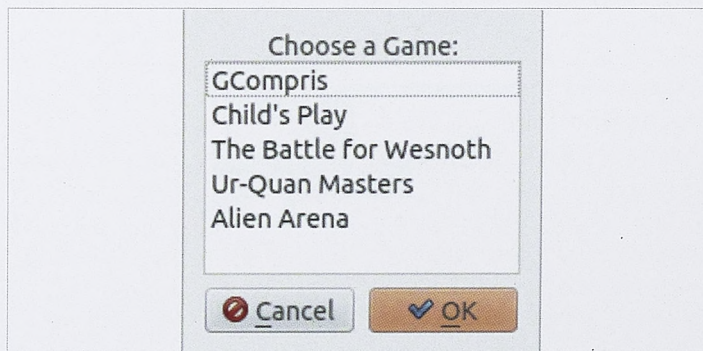 Choose a Game:
GCompris
Child's Play
The Battle for Wesnoth
Ur-Quan Masters
Alien Arena
Cancel
OK